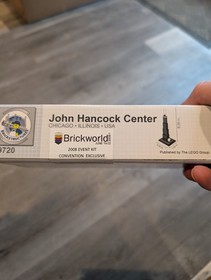 John Hancock Center
CHICAGO • ILLINOIS • USA
Brickworld
2008 EVENT KIT
CONVENTION EXCLUSIVE
Published by The LEGO Group
9720